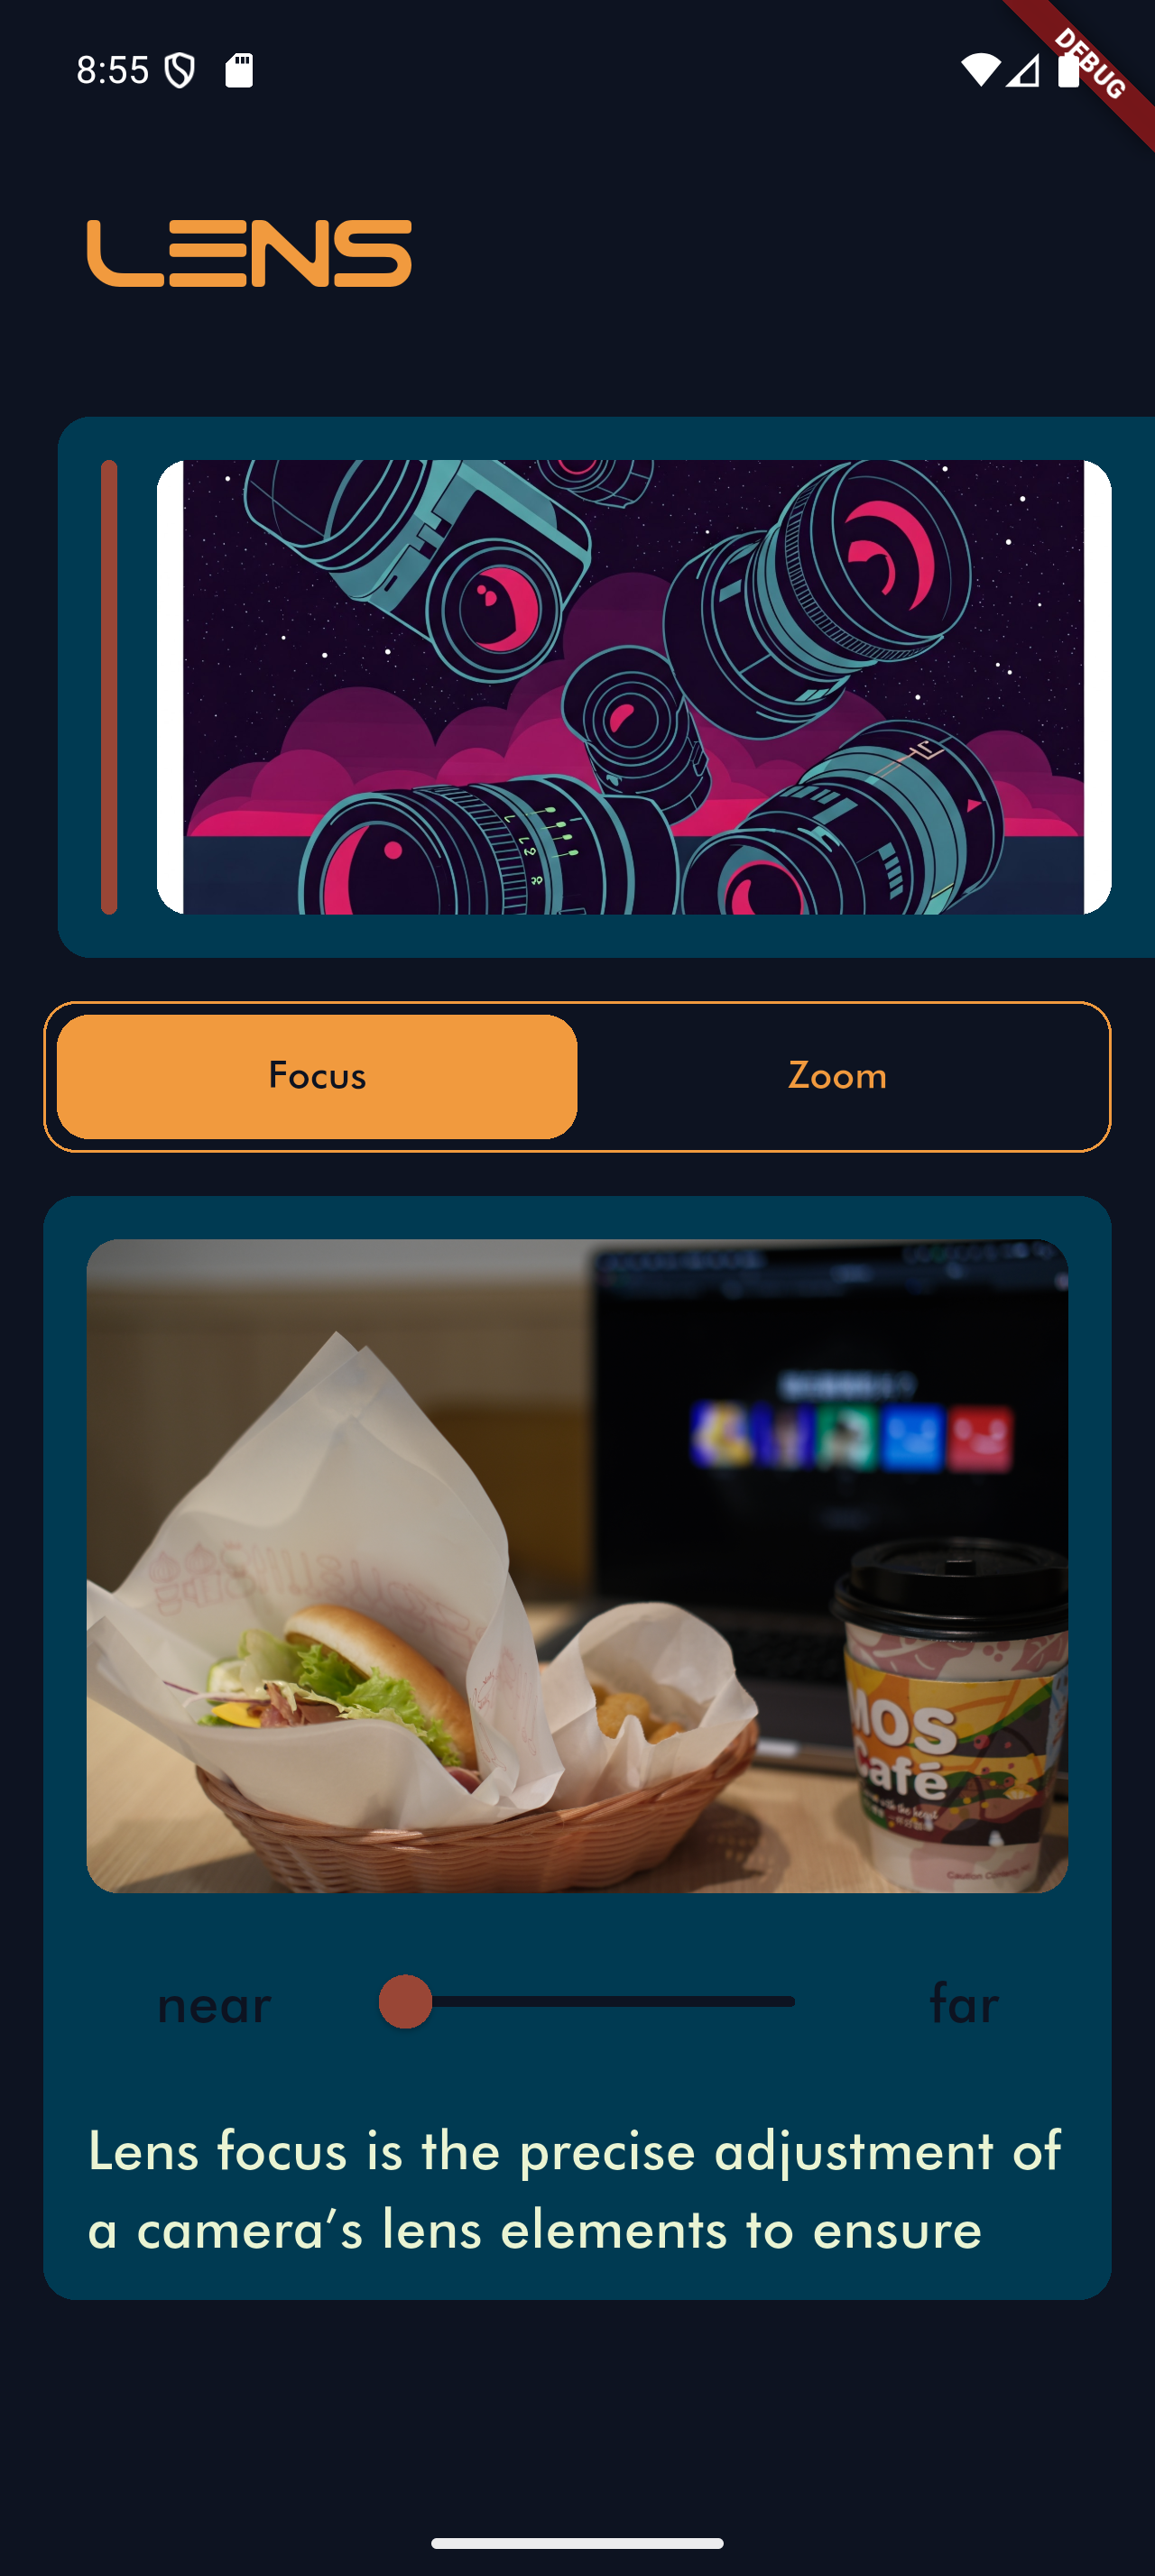 8:55
DEBUG
LENS
Focus
Zoom
MOS
Café
near
far
Lens focus is the precise adjustment of
a camera’s lens elements to ensure